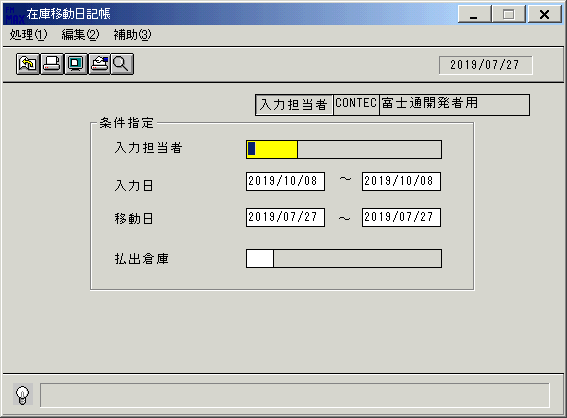 在庫移動日記帳
処理(1) 編集(2) 補助(3)
2019/07/27
入力担当者 CONTEC 富士通開発者用
条件指定
入力担当者
入力日 2019/10/08 ～ 2019/10/08
移動日 2019/07/27 ～ 2019/07/27
払出倉庫